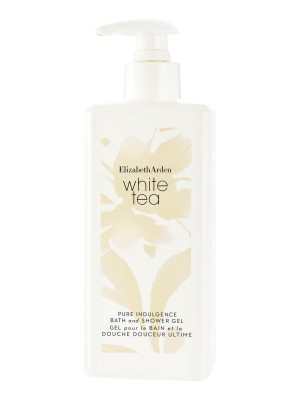 ElizabethArden
white
tea
PURE INDULGENCE
BATH and SHOWER GEL
GEL pour le BAIN et la
DOUCHE DOUCEUR ULTIME